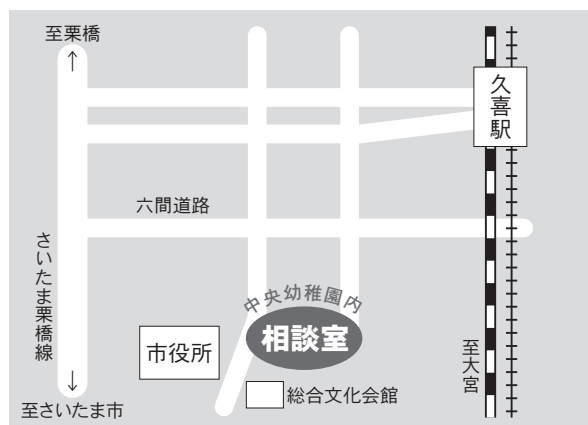 至栗橋
久喜駅
六間道路
さいたま栗橋線
中央幼稚園内
相談室
市役所
至大宮
総合文化会館
至さいたま市